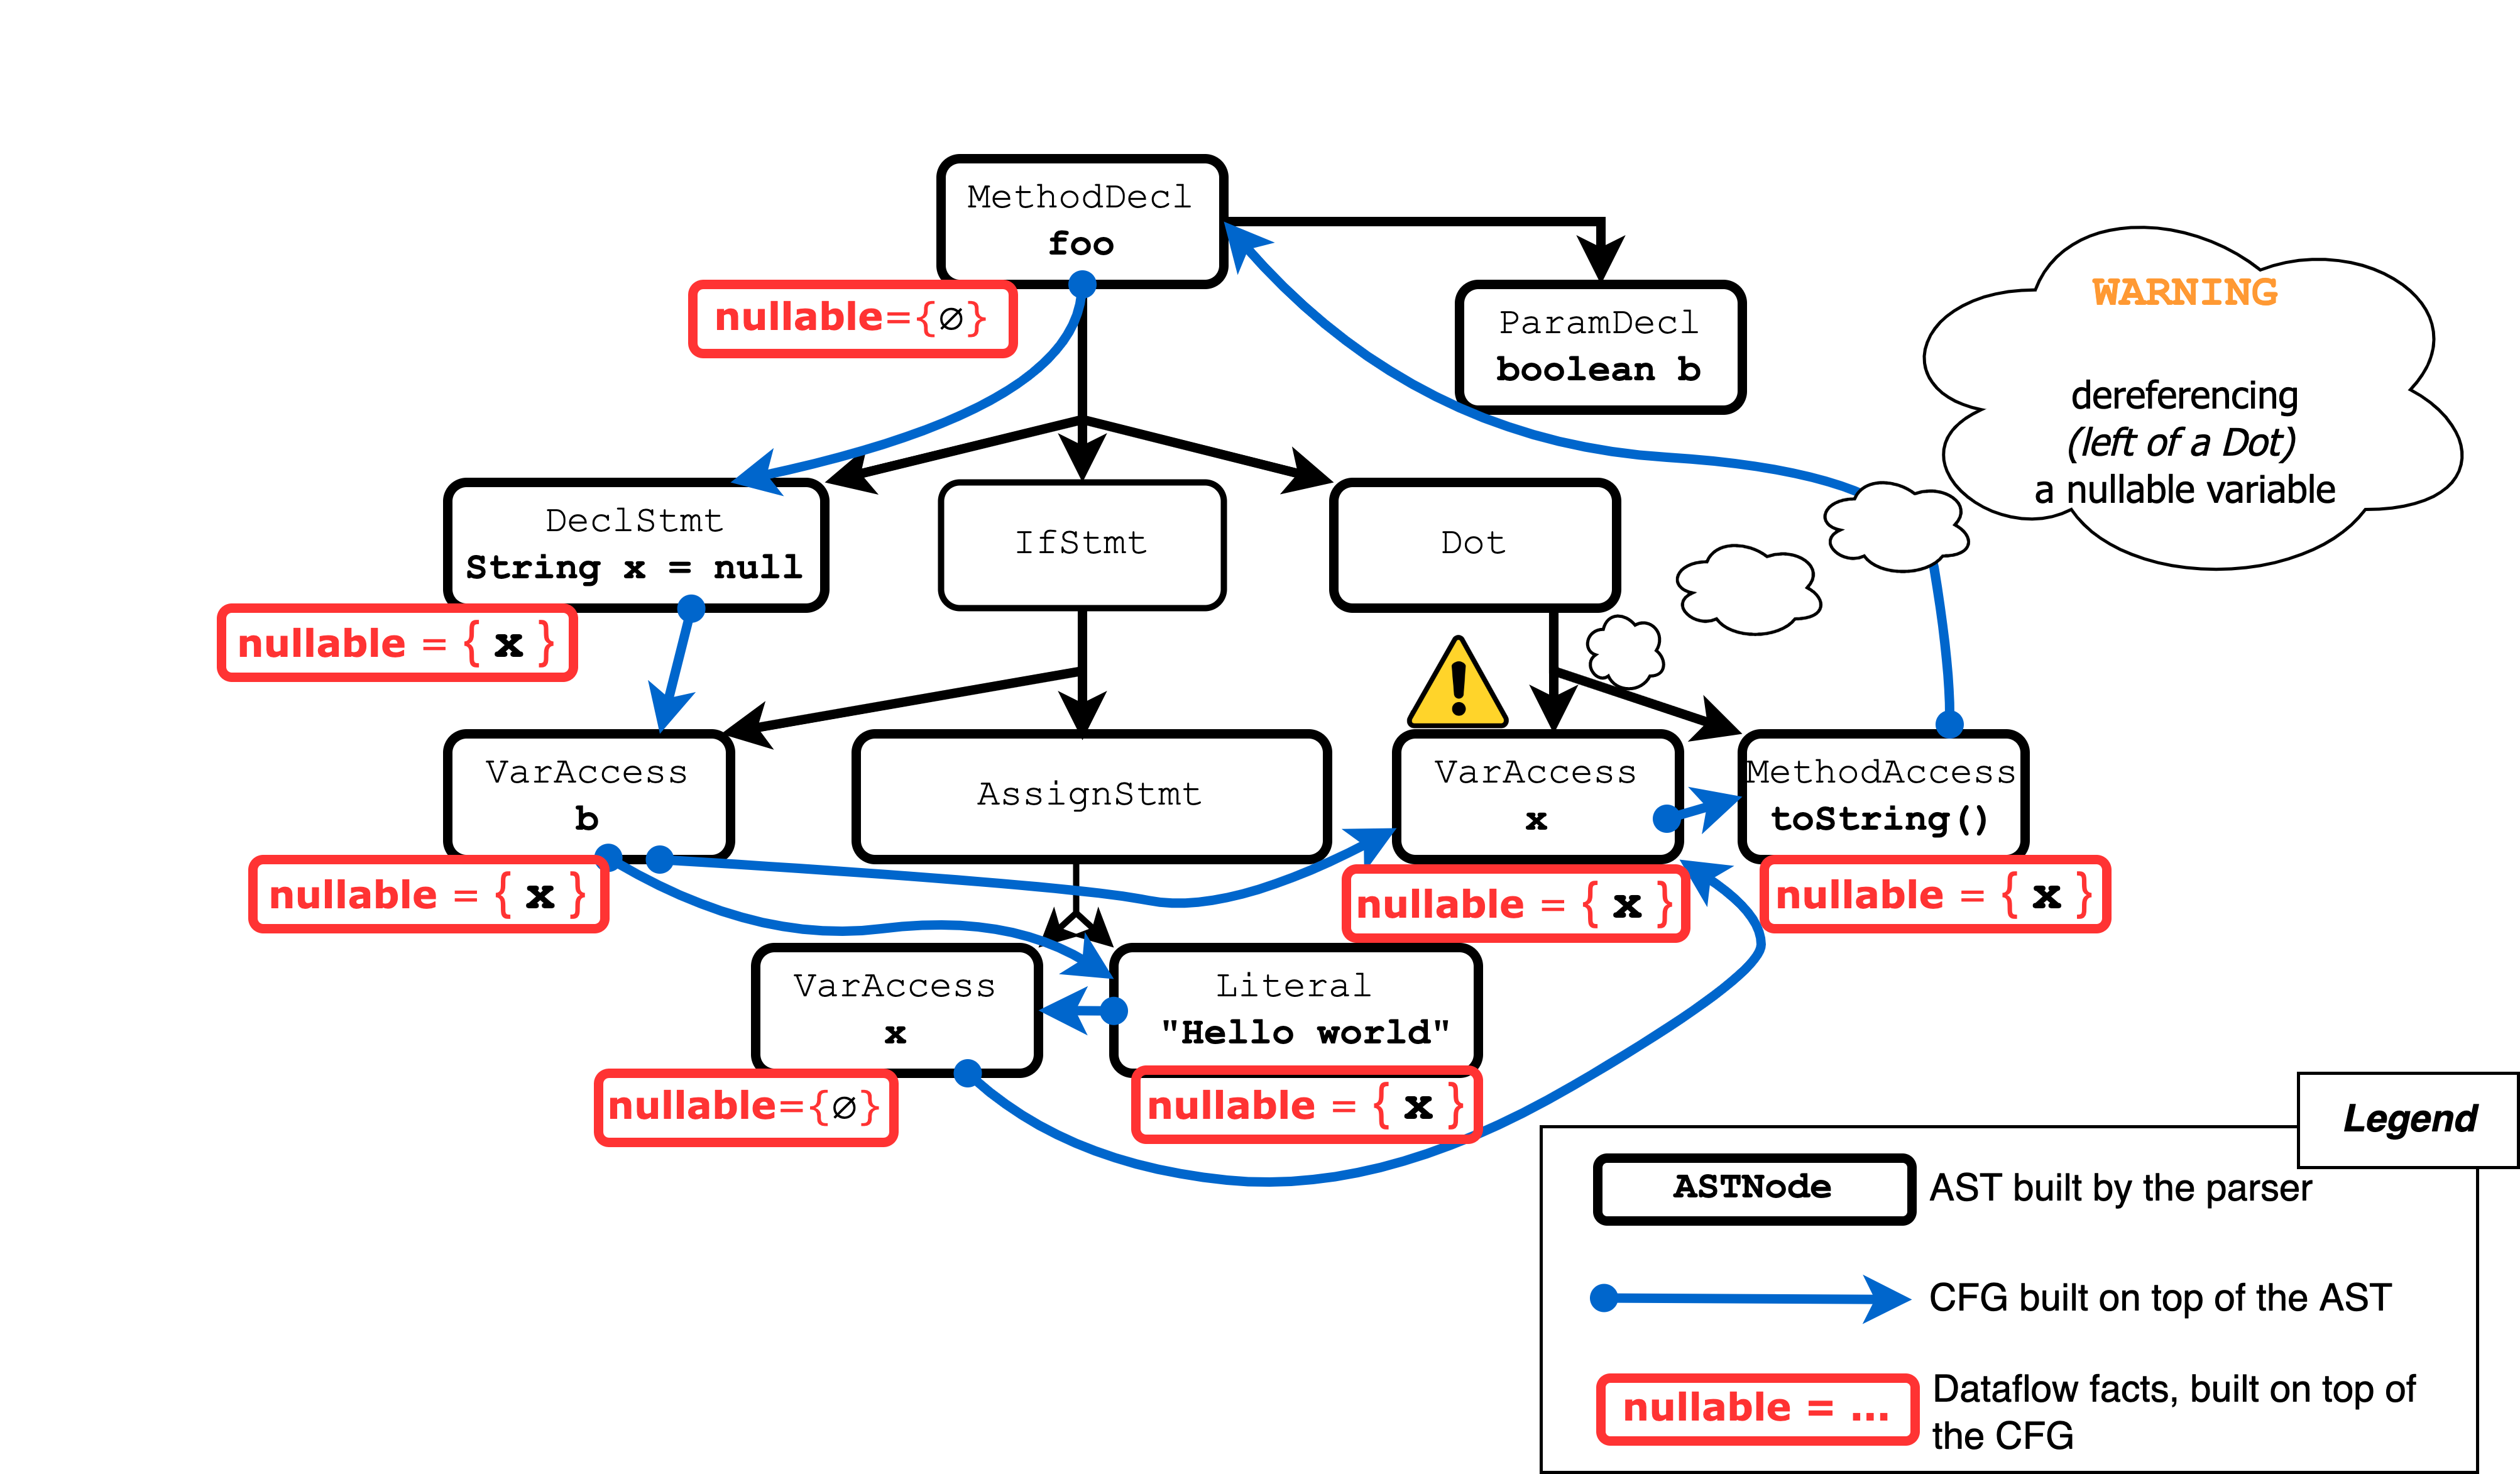 MethodDecl
foo
nullable={∅}
ParamDecl
boolean b
WARNING
dereferencing
(left of a Dot)
a nullable variable
DeclStmt
String x = null
nullable = { x }
IfStmt
Dot
VarAccess
b
nullable = { x }
AssignStmt
VarAccess
x
nullable = { x }
MethodAccess
toString()
nullable = { x }
VarAccess
x
nullable={∅}
Literal
"Hello world"
nullable = { x }
Legend
ASTNode
AST built by the parser
CFG built on top of the AST
nullable = ...
Dataflow facts, built on top of
the CFG